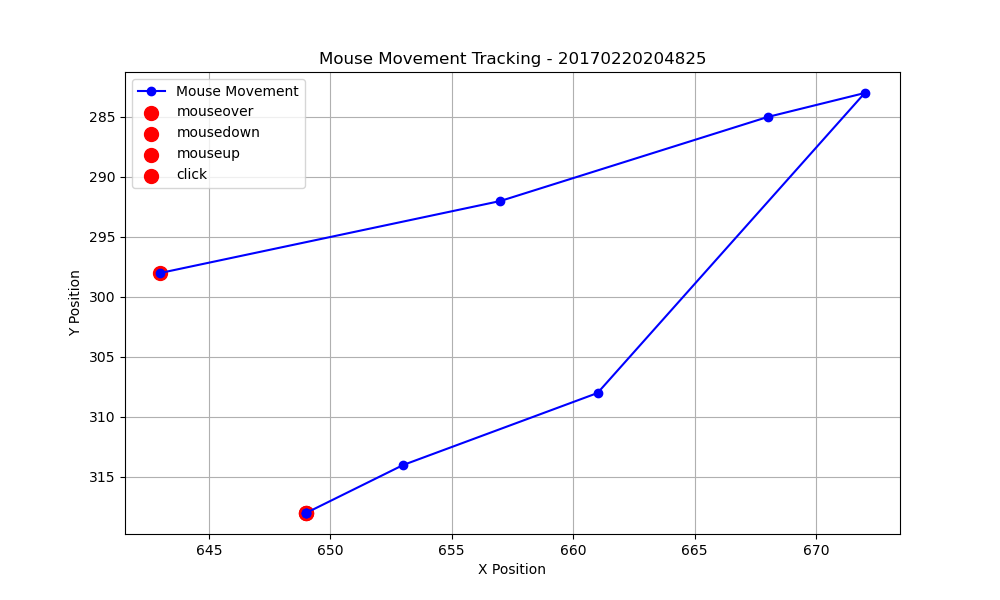 Mouse Movement Tracking - 20170220204825
Mouse Movement
mouseover
mousedown
mouseup
click
285
290
295
300
305
310
315
Y Position
645 650 655 660 665 670
X Position